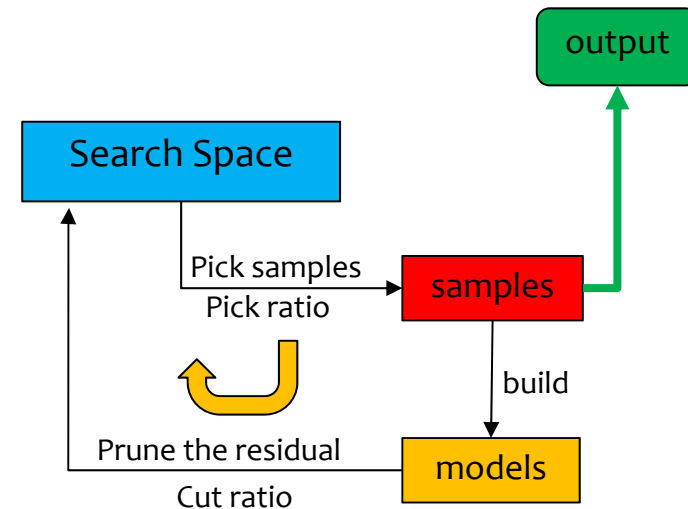 output
Search Space
Pick samples
Pick ratio
samples
build
Prune the residual
Cut ratio
models